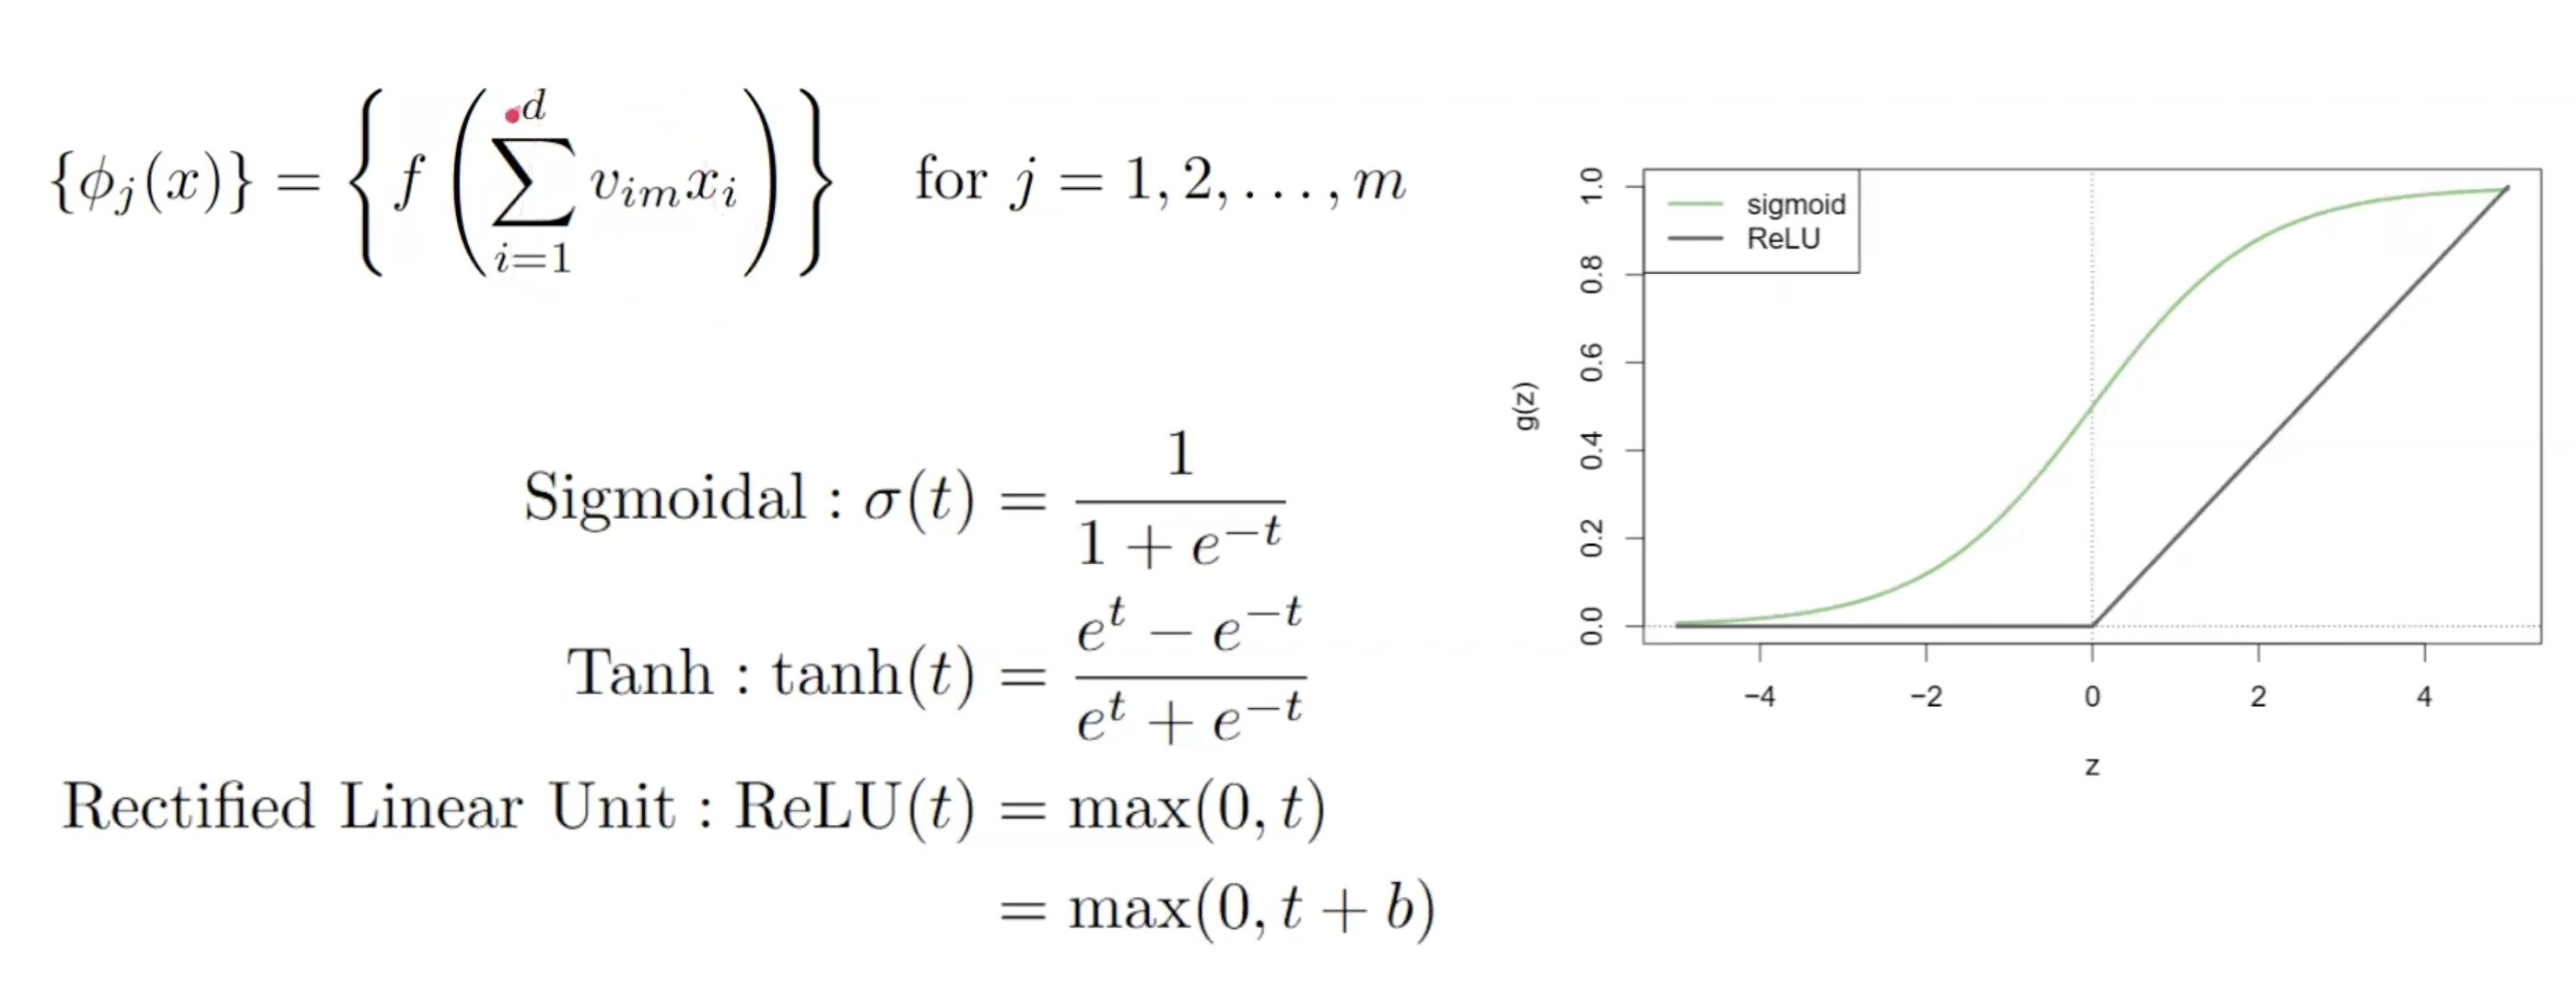 {ϕ_j(x)} = { f ( ∑_{i=1}^{d} v_{im} x_i ) } for j = 1, 2, . . . , m
Sigmoidal : σ(t) = \frac{1}{1 + e^{−t}}
Tanh : tanh(t) = \frac{e^t − e^{−t}}{e^t + e^{−t}}
Rectified Linear Unit : ReLU(t) = max(0, t)
= max(0, t + b)
sigmoid
ReLU
g(z)
1.0
0.8
0.6
0.4
0.2
0.0
−4 −2 0 2 4
z